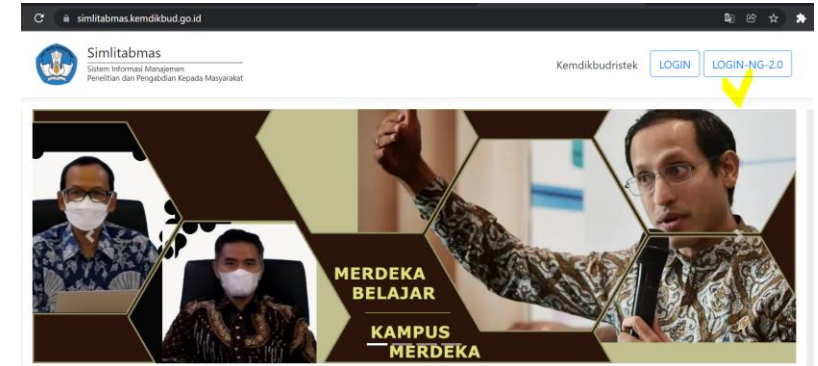 simlitabmas.kemdikbud.go.id
Simlitabmas
Sistem Informasi Manajemen
Penelitian dan Pengabdian Kepada Masyarakat
Kemdikbudristek
LOGIN
LOGIN-NG-2.0
MERDEKA
BELAJAR
KAMPUS
MERDEKA